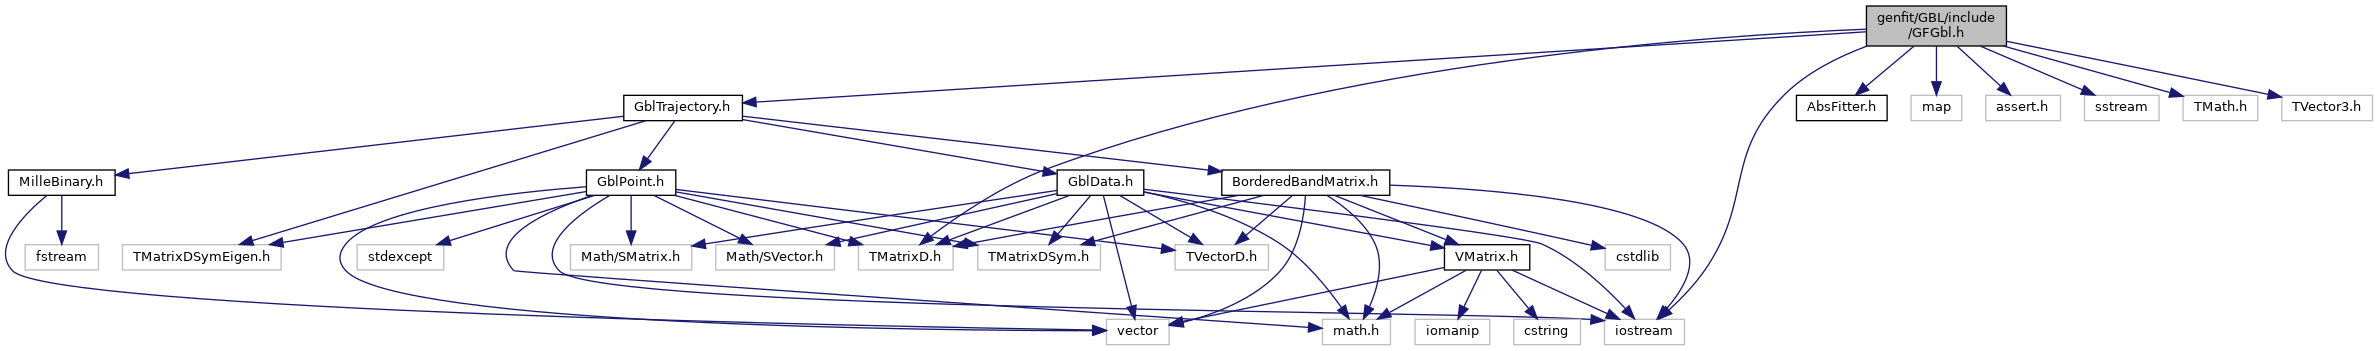 genfit/GBL/include
/GFGbl.h
GblTrajectory.h
AbsFitter.h
map
assert.h
sstream
TMath.h
TVector3.h
MilleBinary.h
GblPoint.h
GblData.h
BorderedBandMatrix.h
fstream
TMatrixDSymEigen.h
stdexcept
Math/SMatrix.h
Math/SVector.h
TMatrixD.h
TMatrixDSym.h
TVectorD.h
VMatrix.h
cstdlib
vector
math.h
iomanip
cstring
iostream